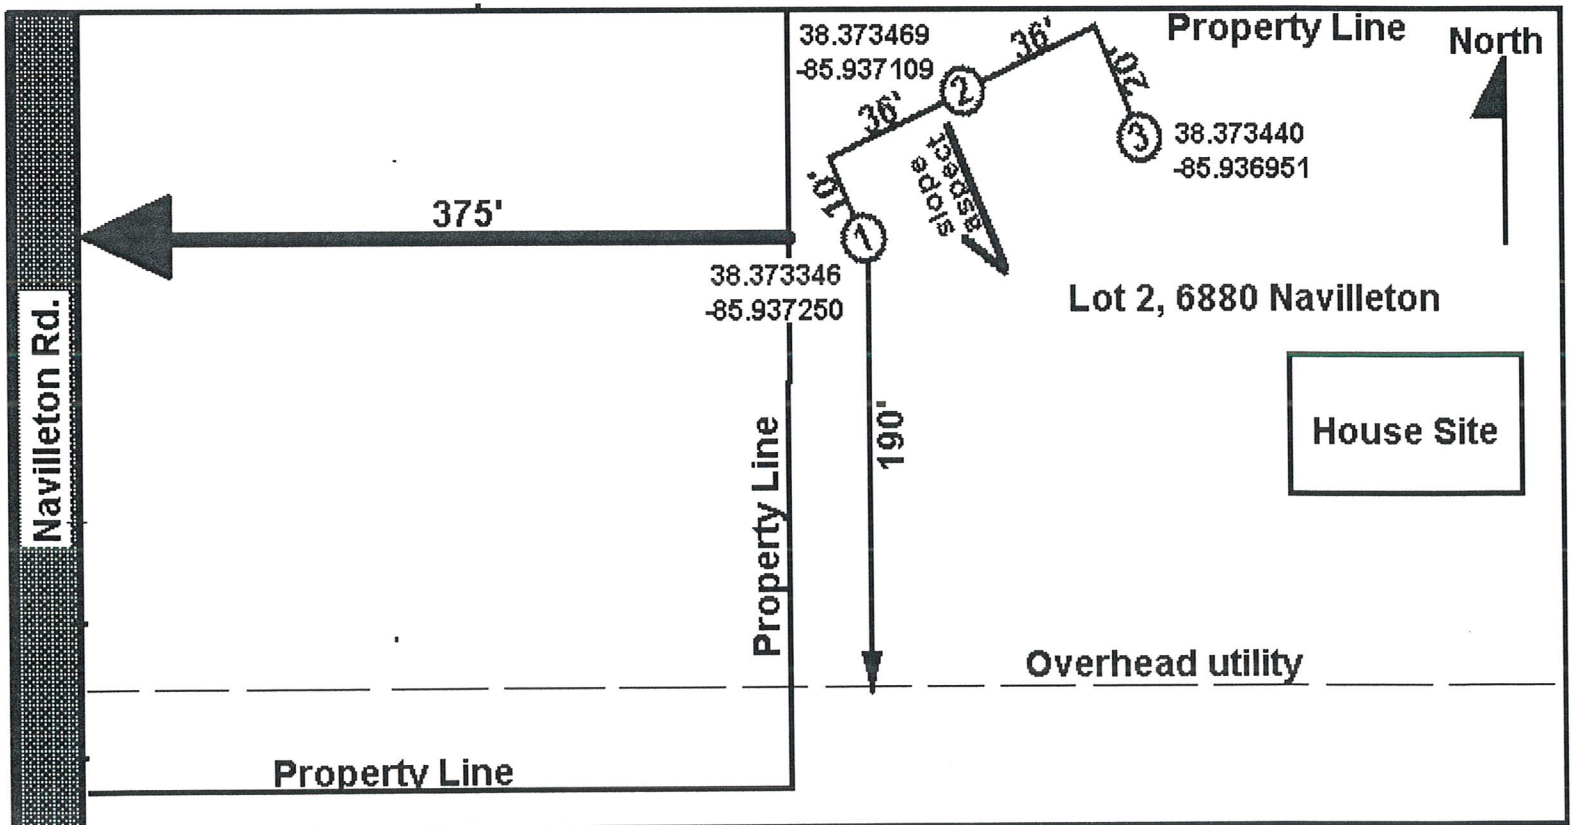 38.373469
-85.937109
36'
Property Line
North
2
36'
20'
3
38.373440
-85.936951
slope
aspect
10'
1
375'
38.373346
-85.937250
Lot 2, 6880 Navilleton
Navilleton Rd.
House Site
190'
Property Line
Overhead utility
Property Line